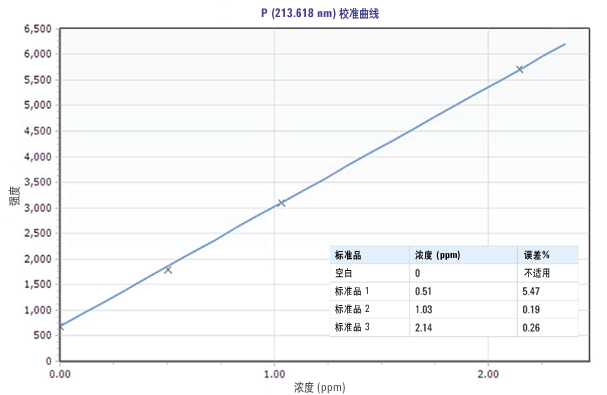 P (213.618 nm) 校准曲线
6,500
6,000
5,500
5,000
4,500
4,000
3,500
3,000
2,500
2,000
1,500
1,000
500
0
强度
0.00 1.00 2.00
浓度 (ppm)
标准品 浓度 (ppm) 误差%
空白 0 不适用
标准品 1 0.51 5.47
标准品 2 1.03 0.19
标准品 3 2.14 0.26